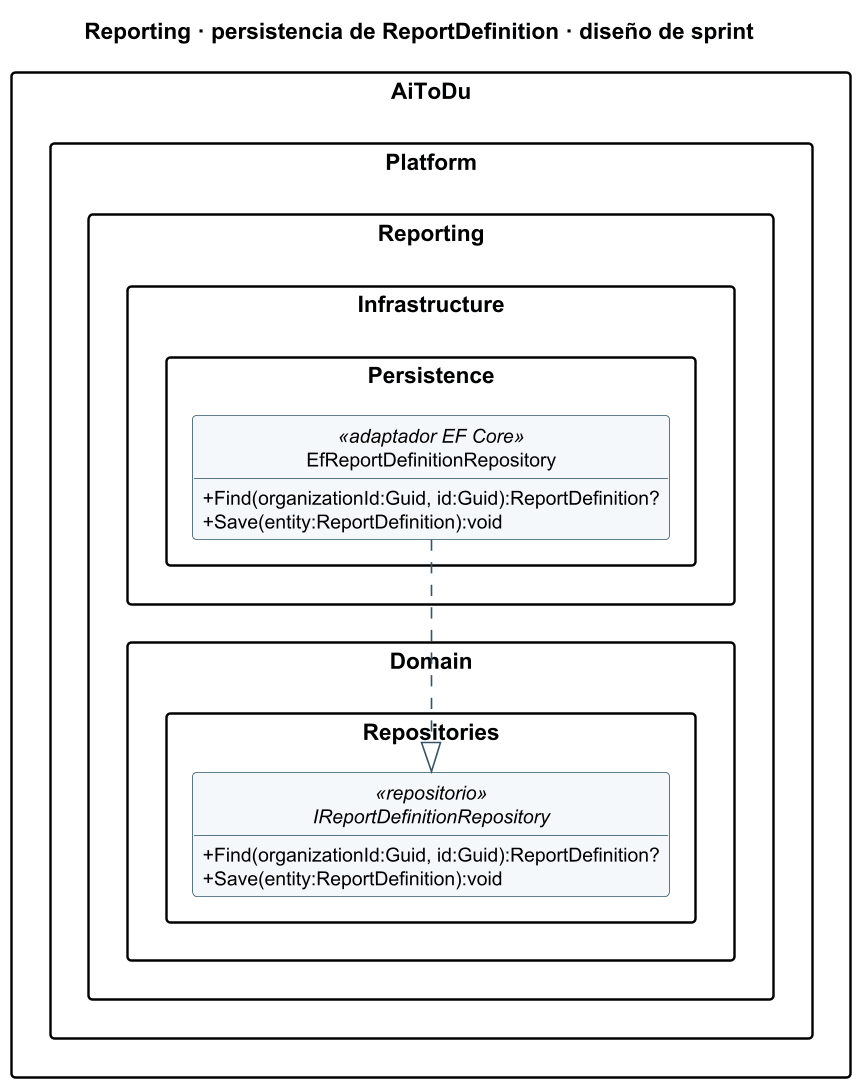 Reporting · persistencia de ReportDefinition · diseño de sprint
AiToDu
Platform
Reporting
Infrastructure
Persistence
«adaptador EF Core»
EfReportDefinitionRepository
+Find(organizationId:Guid, id:Guid):ReportDefinition?
+Save(entity:ReportDefinition):void
Domain
Repositories
«repositorio»
IReportDefinitionRepository
+Find(organizationId:Guid, id:Guid):ReportDefinition?
+Save(entity:ReportDefinition):void